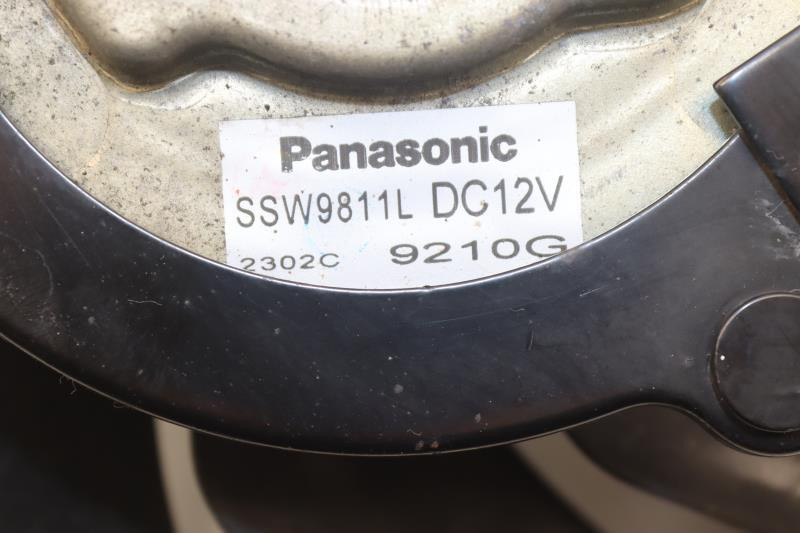 Panasonic
SSW9811L DC12V
2302C 9210G